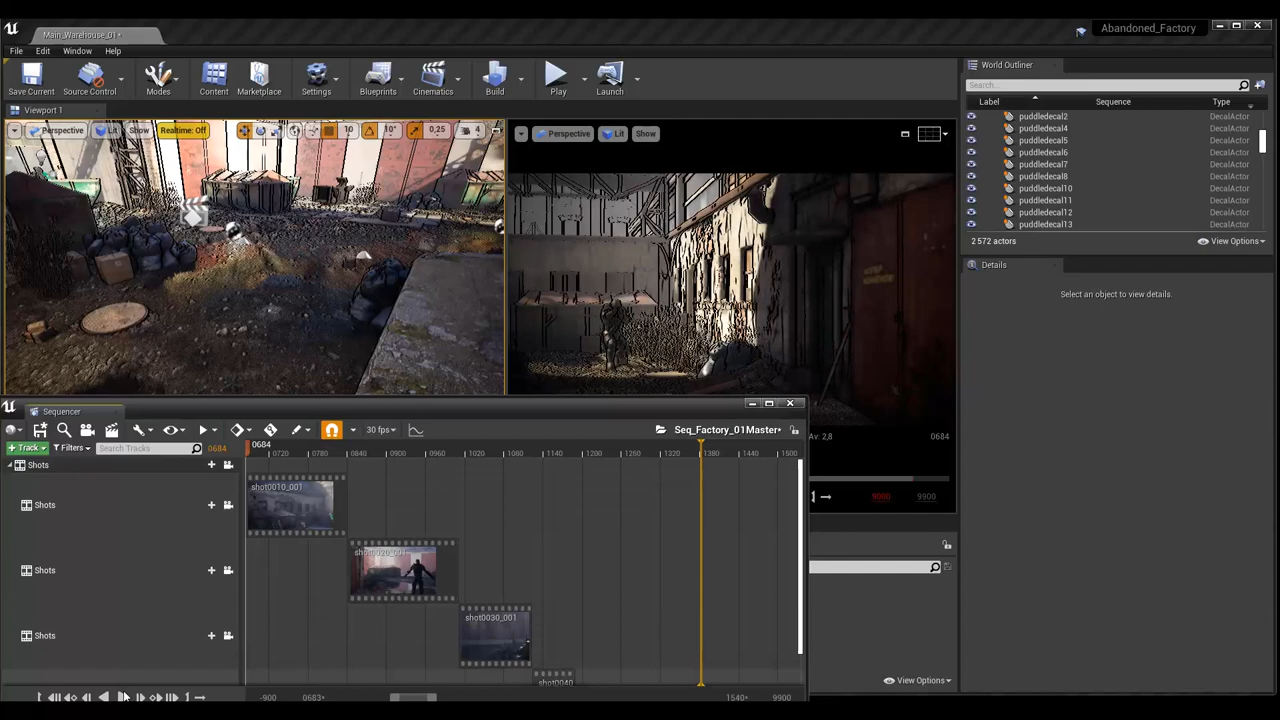 Main_Warehouse_01*
Abandoned_Factory
File Edit Window Help
Save Current Source Control Modes Content Marketplace Settings Blueprints Cinematics Build Play Launch
World Outliner
Search...
Label Sequence Type
Viewport 1
Perspective Lit Show Realtime: Off 10 10° 0,25 4
Perspective Lit Show
puddledecal2 DecalActor
puddledecal4 DecalActor
puddledecal5 DecalActor
puddledecal6 DecalActor
puddledecal7 DecalActor
puddledecal8 DecalActor
puddledecal10 DecalActor
puddledecal11 DecalActor
puddledecal12 DecalActor
puddledecal13 DecalActor
2 572 actors View Options
Details
Select an object to view details.
Sequencer
30 fps Seq_Factory_01Master*
Av: 2,8 0684
+ Track Filters Search Tracks 0684 0684
0720 0840 0900 0960 1020 1080 1140 1200 1260 1320 1380 1440 1500
Shots
shot0010_001
Shots
9000 9900
Shots
shot0030_001
Shots
shot0040
View Options
-900 0683* 1540* 9900